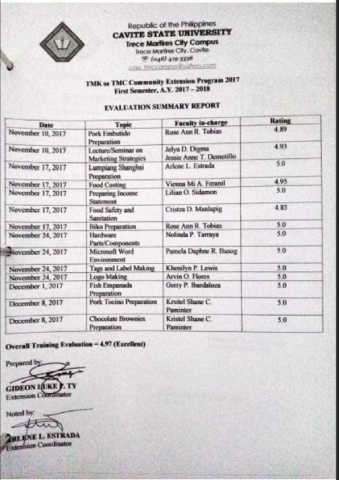 Republic of the Philippines
CAVITE STATE UNIVERSITY
Trece Martires City Campus
Trece Martires City, Cavite
(046) 419-3328
TMK sa TMC Community Extension Program 2017
First Semester, A.Y. 2017 – 2018
EVALUATION SUMMARY REPORT
Date Topic Faculty in-charge Rating
November 10, 2017 Pork Embutido Preparation Rose Ann R. Tobias 4.89
November 10, 2017 Lecture/Seminar on Marketing Strategies Jelyn D. Digma Jessie Anne T. Demetillo 4.93
November 17, 2017 Lumpiang Shanghai Preparation Arlene L. Estrada 5.0
November 17, 2017 Food Costing Vienna Mi A. Feranil 4.95
November 17, 2017 Preparing Income Statement Lilian O. Sidamon 5.0
November 17, 2017 Food Safety and Sanitation Cristza D. Manlapig 4.85
November 17, 2017 Biko Preparation Rose Ann R. Tobias 5.0
November 24, 2017 Hardware Parts/Components Nolinda P. Tarraya 5.0
November 24, 2017 Microsoft Word Environment Pamela Daphne R. Busog 5.0
November 24, 2017 Tags and Label Making Khenilyn P. Lewis 5.0
November 24, 2017 Logo Making Arvin O. Flores 5.0
December 1, 2017 Fish Empanada Preparation Gerry P. Ibardaloza 5.0
December 8, 2017 Pork Tocino Preparation Kristel Shane C. Paminter 5.0
December 8, 2017 Chocolate Brownies Preparation Kristel Shane C. Paminter 5.0
Overall Training Evaluation – 4.97 (Excellent)
Prepared by:
GIDEON LUKE P. TY
Extension Coordinator
Noted by:
ARLENE L. ESTRADA
Extension Coordinator